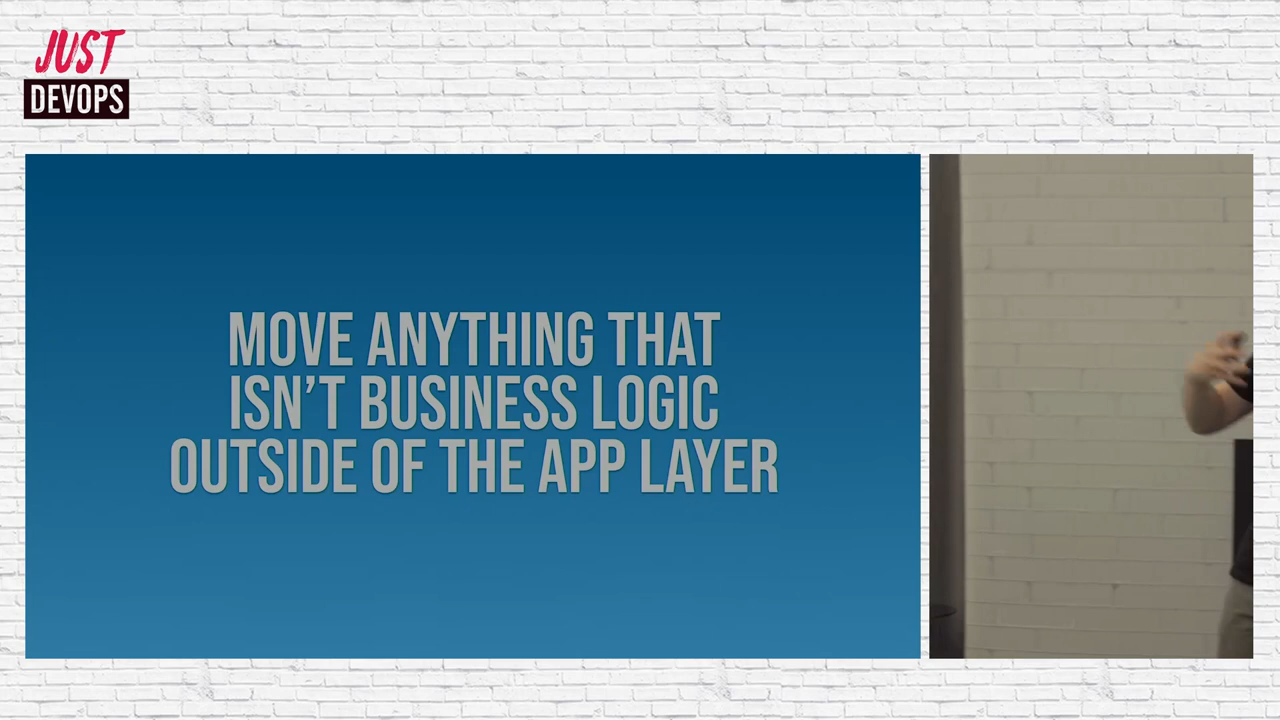 JUST
DEVOPS
MOVE ANYTHING THAT
ISN’T BUSINESS LOGIC
OUTSIDE OF THE APP LAYER